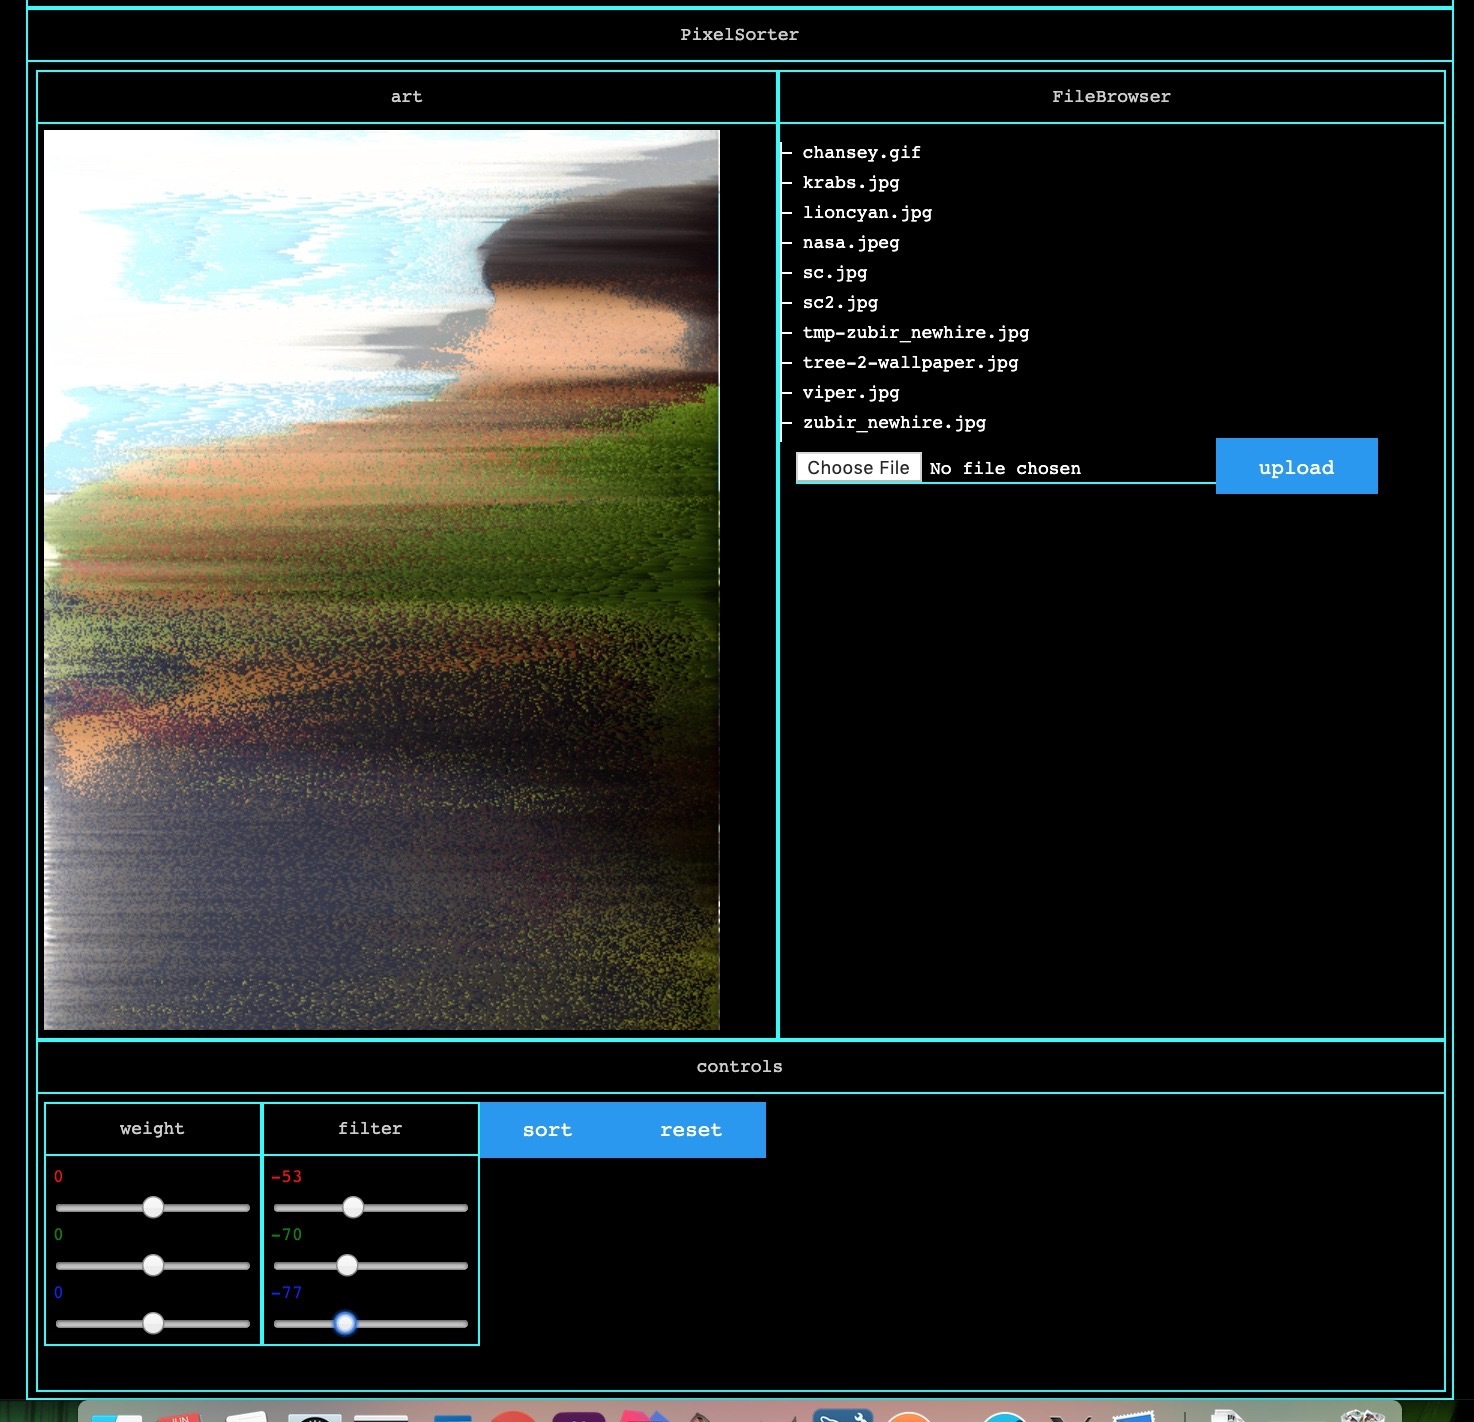 PixelSorter
art
FileBrowser
chansey.gif
krabs.jpg
lioncyan.jpg
nasa.jpeg
sc.jpg
sc2.jpg
tmp-zubir_newhire.jpg
tree-2-wallpaper.jpg
viper.jpg
zubir_newhire.jpg
Choose File No file chosen upload
controls
weight
filter
sort reset
0
0
0
-53
-70
-77
JUN